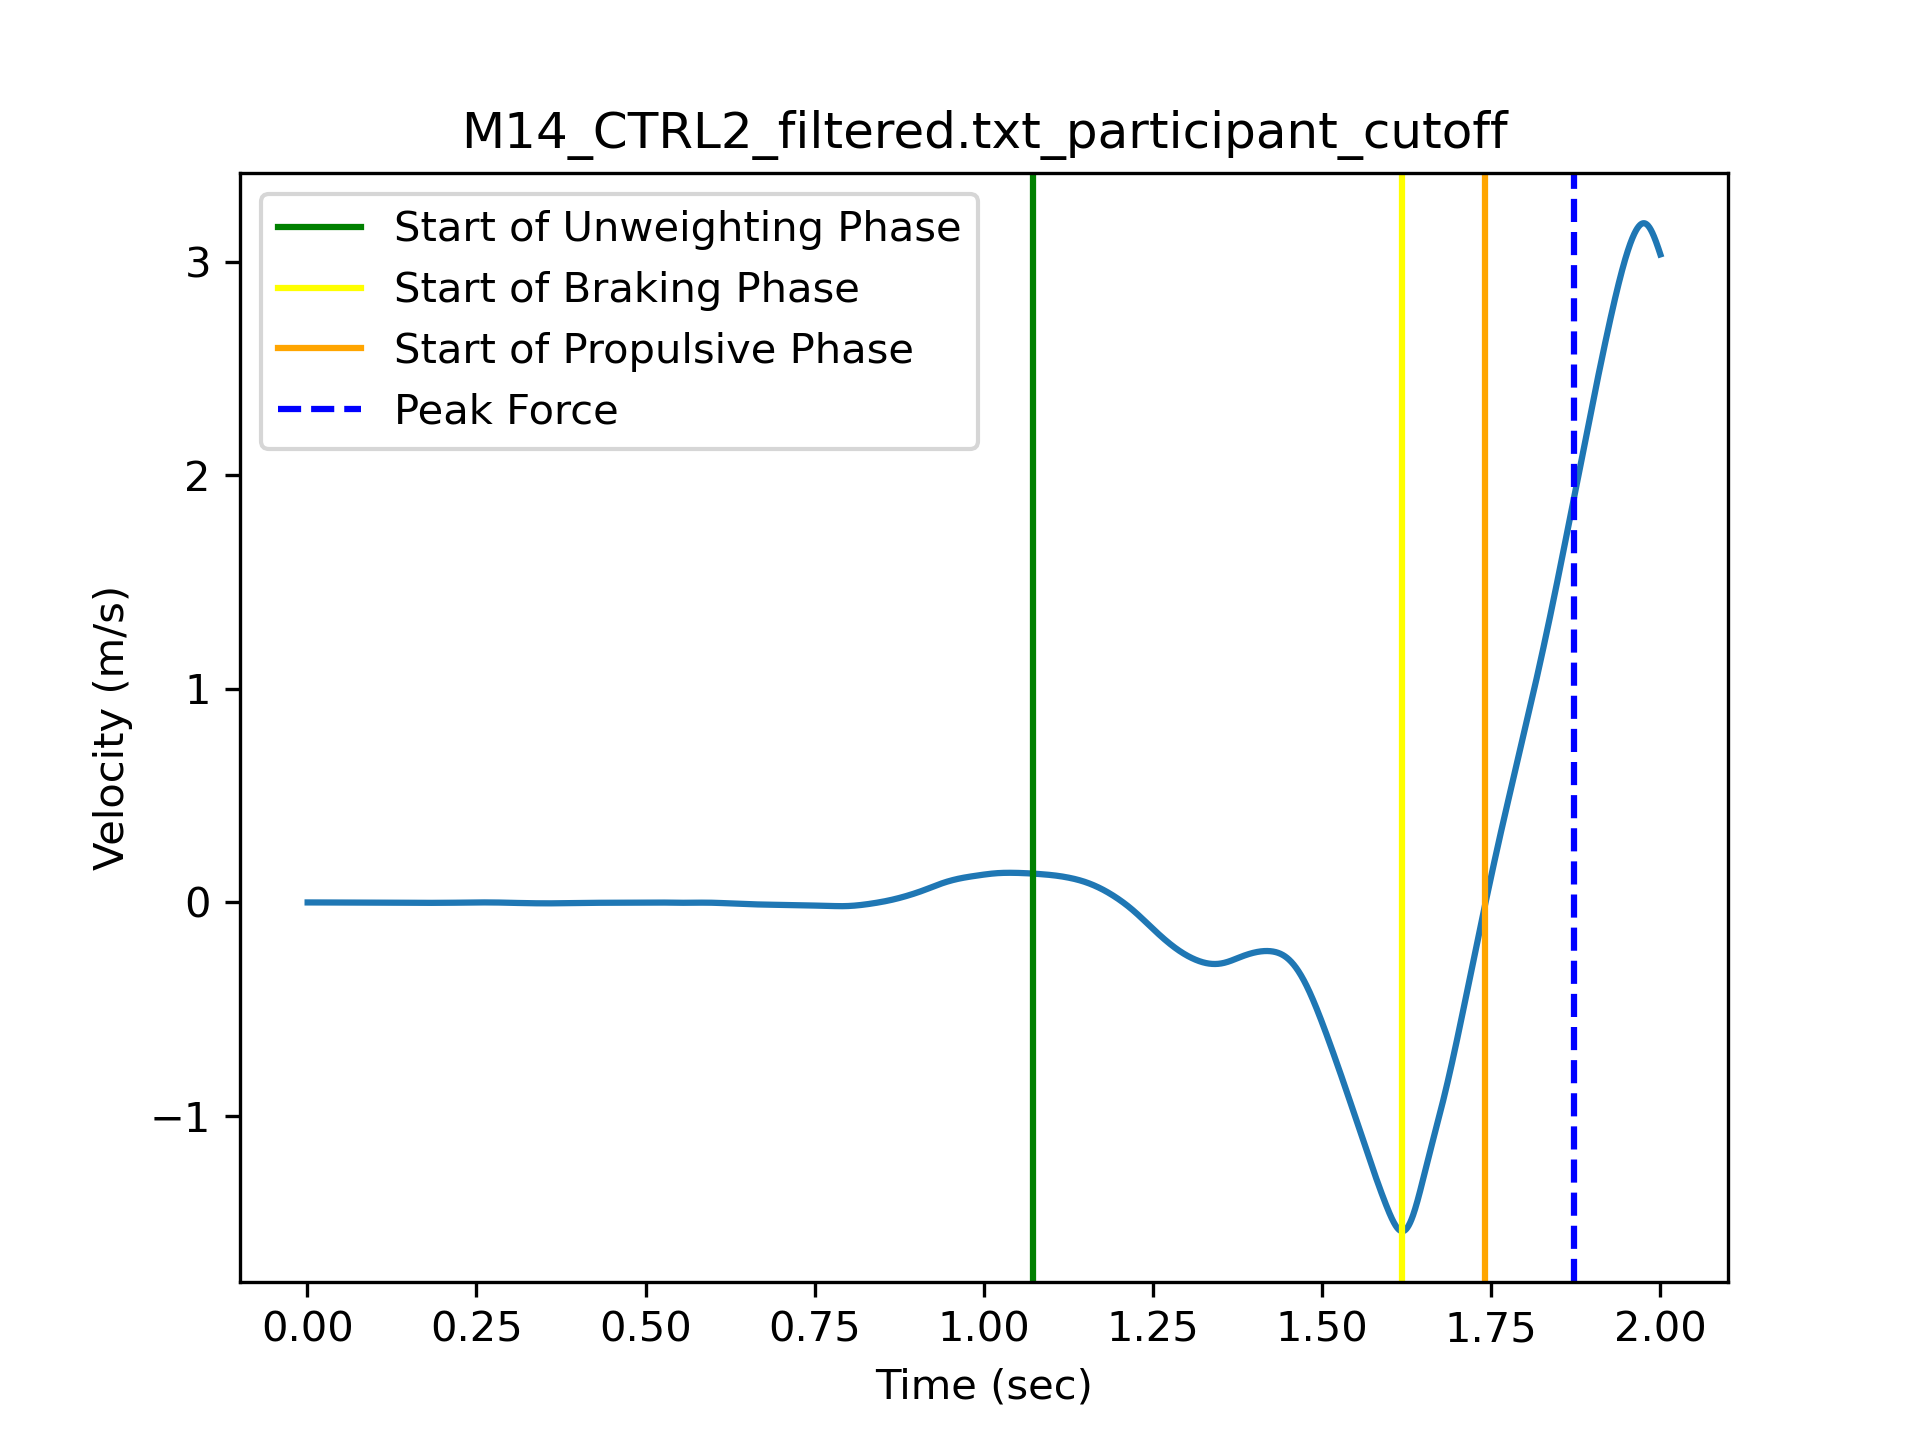 M14_CTRL2_filtered.txt_participant_cutoff
Start of Unweighting Phase
Start of Braking Phase
Start of Propulsive Phase
Peak Force
3
2
1
0
−1
Velocity (m/s)
0.00 0.25 0.50 0.75 1.00 1.25 1.50 1.75 2.00
Time (sec)